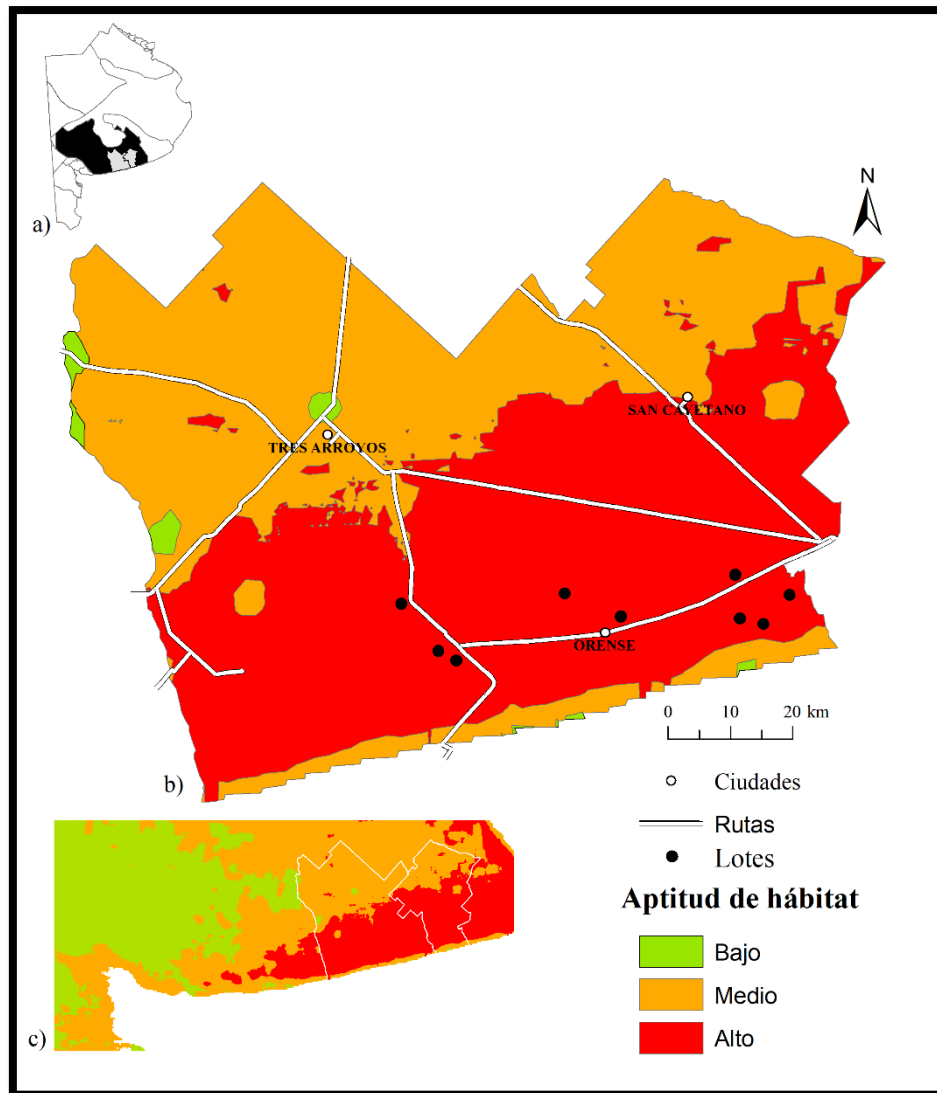 a)
N
SAN CAYETANO
TRES ARROYOS
ORENSE
0 10 20 km
b)
Ciudades
Rutas
Lotes
Aptitud de hábitat
Bajo
Medio
Alto
c)